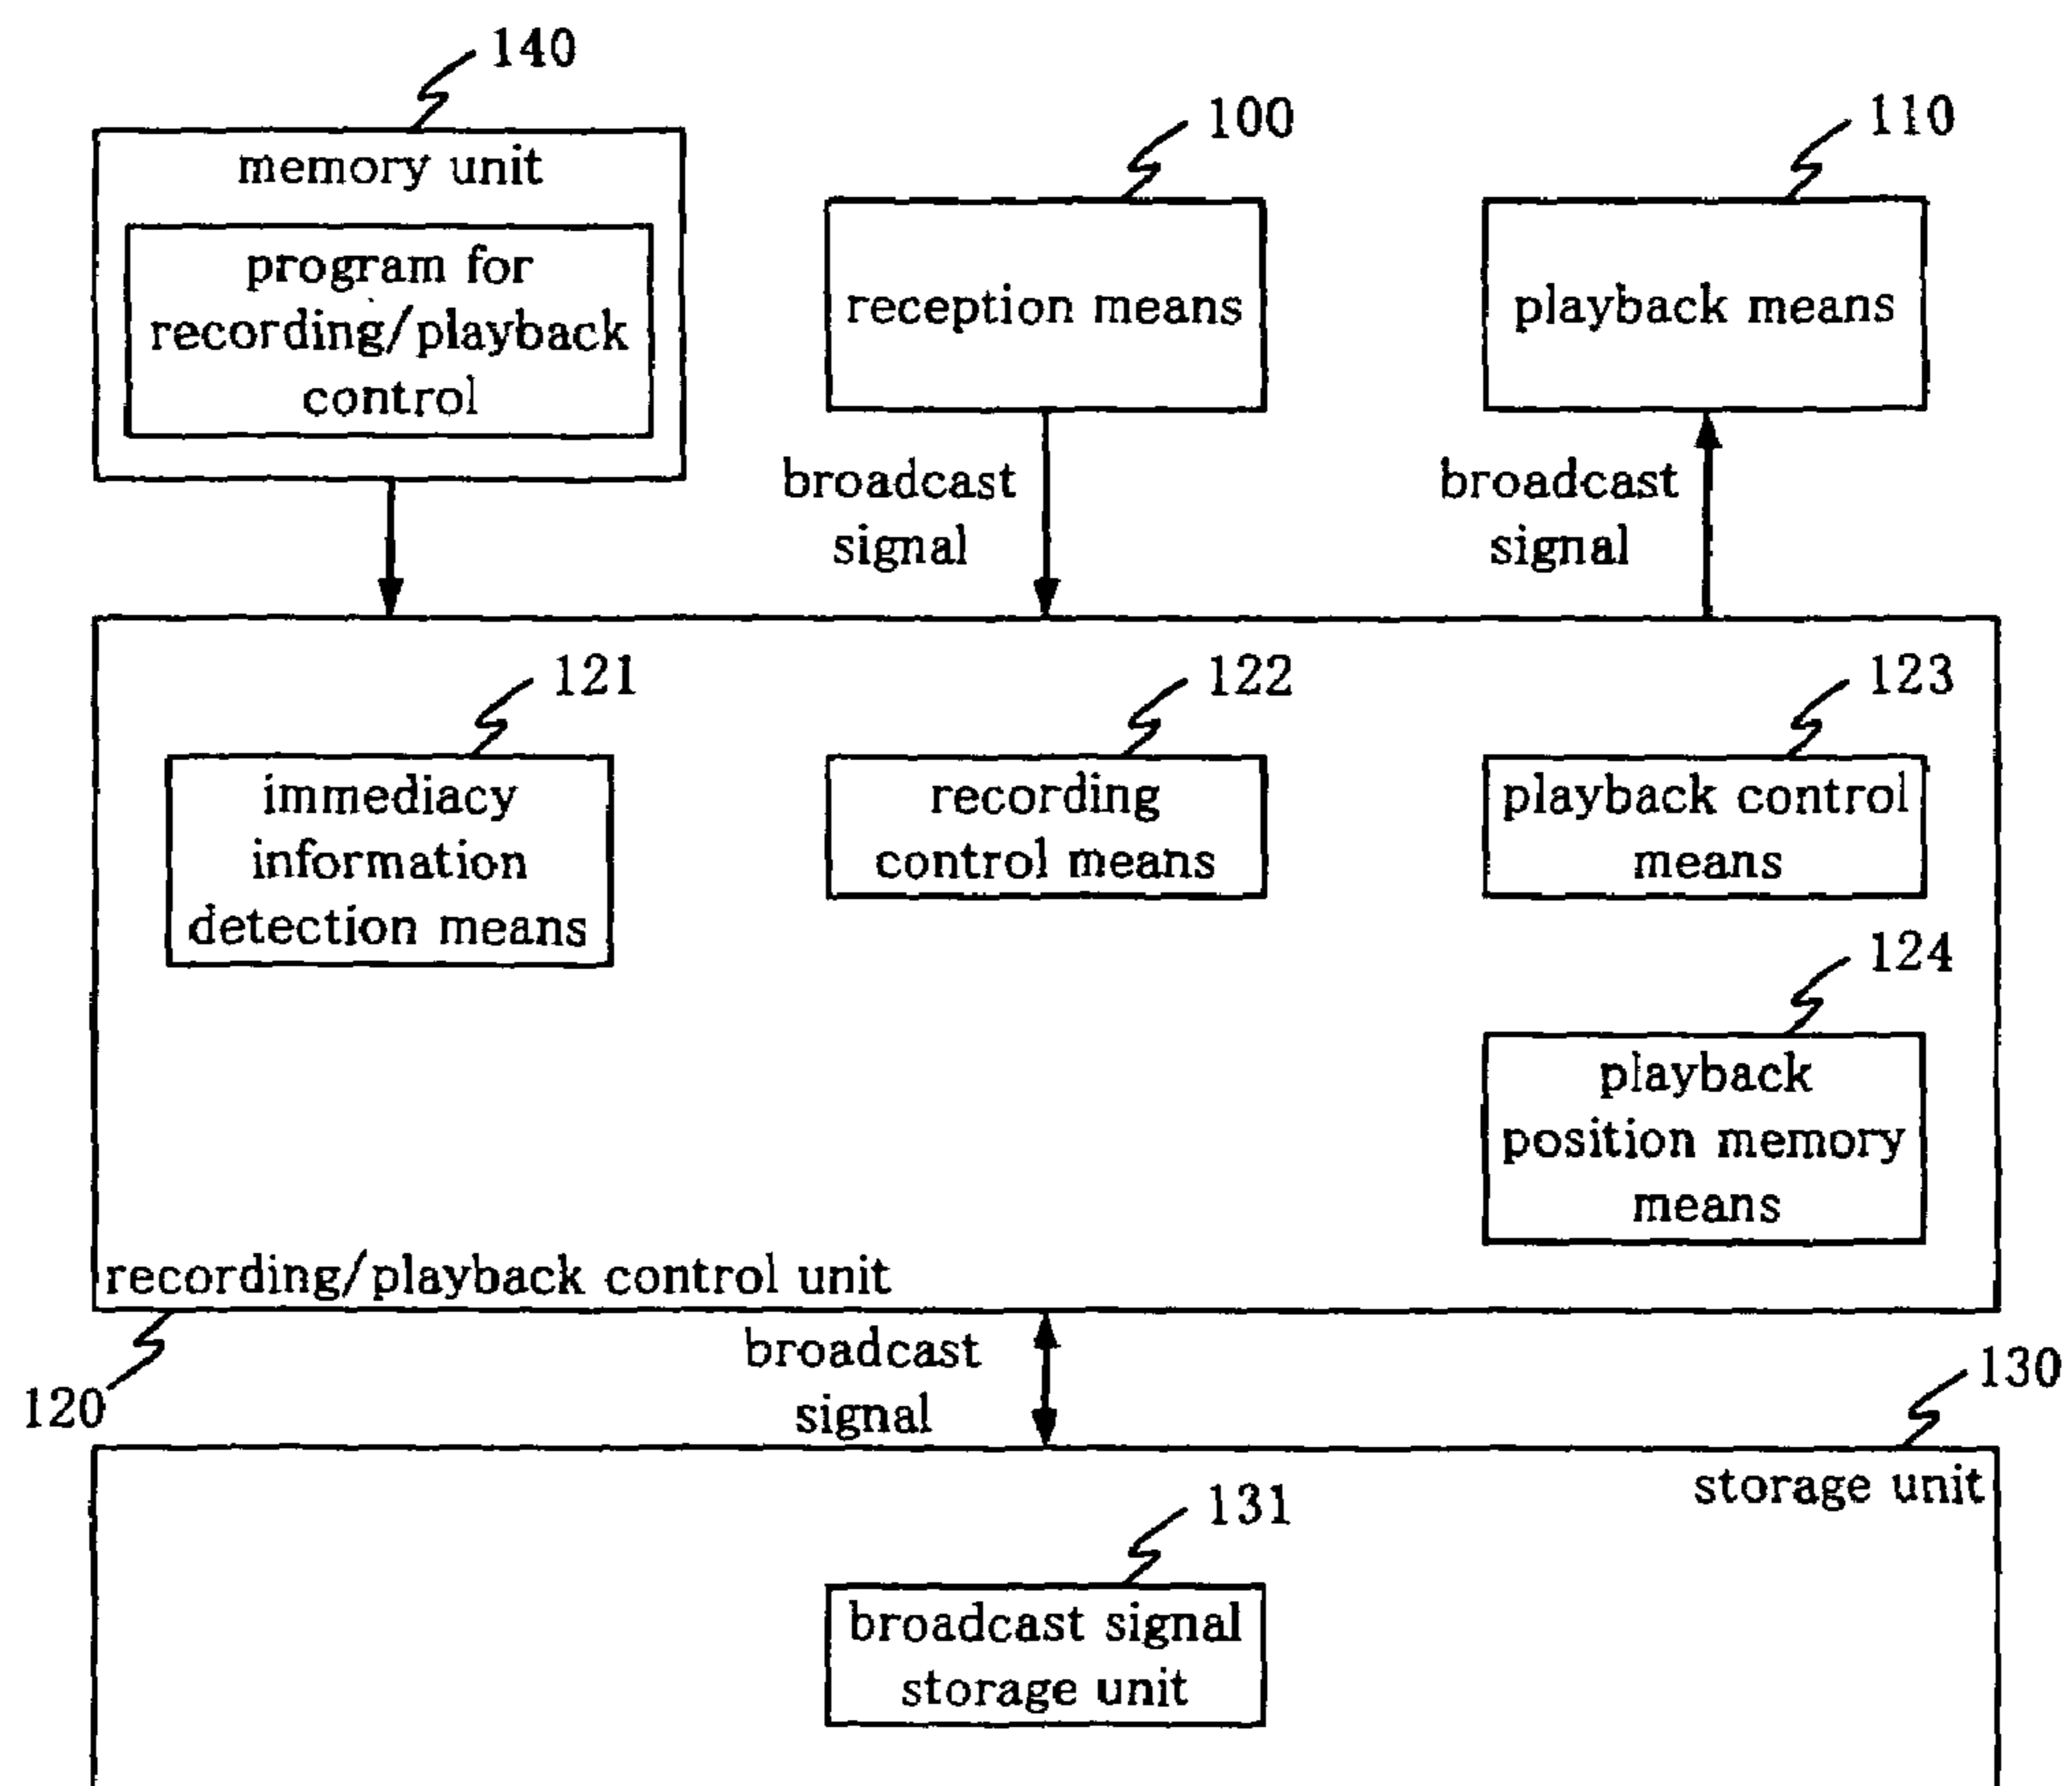 140
memory unit
program for
recording/playback
control
100
reception means
110
playback means
broadcast
signal
broadcast
signal
121
immediacy
information
detection means
122
recording
control means
123
playback control
means
124
playback
position memory
means
recording/playback control unit
120
broadcast
signal
130
storage unit
131
broadcast signal
storage unit